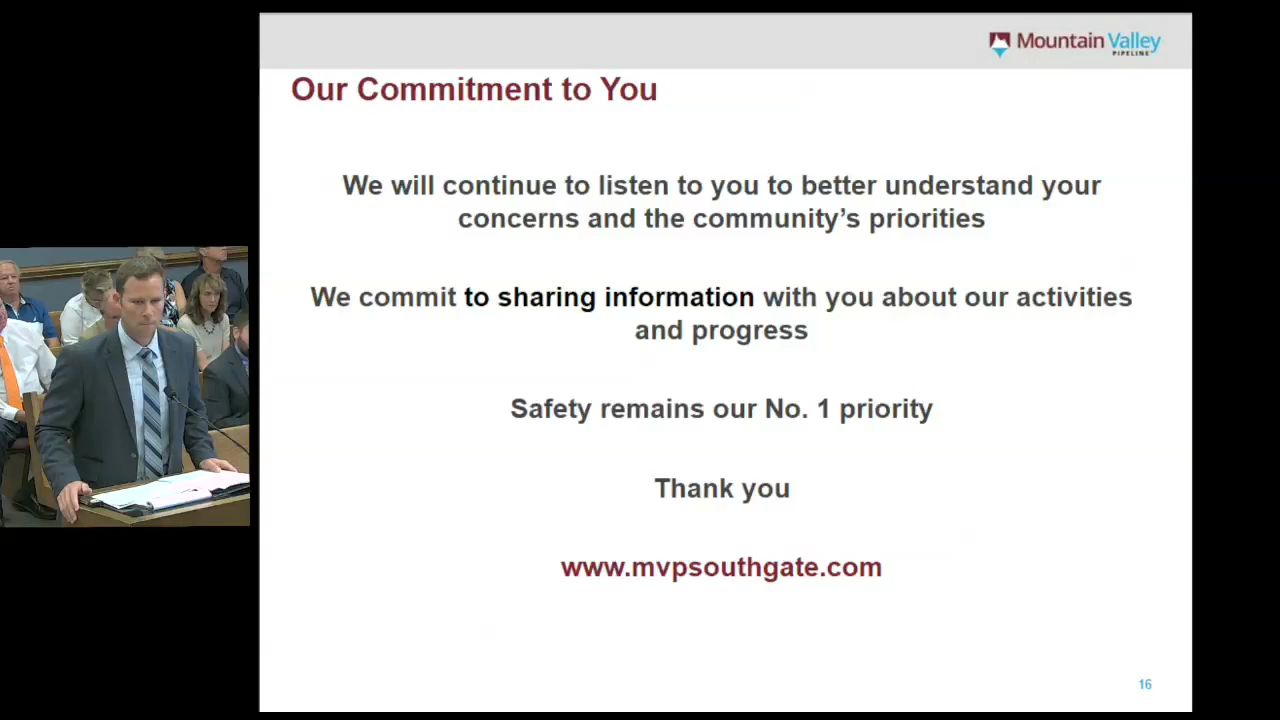 Mountain Valley
PIPELINE
Our Commitment to You
We will continue to listen to you to better understand your
concerns and the community’s priorities
We commit to sharing information with you about our activities
and progress
Safety remains our No. 1 priority
Thank you
www.mvpsouthgate.com
16